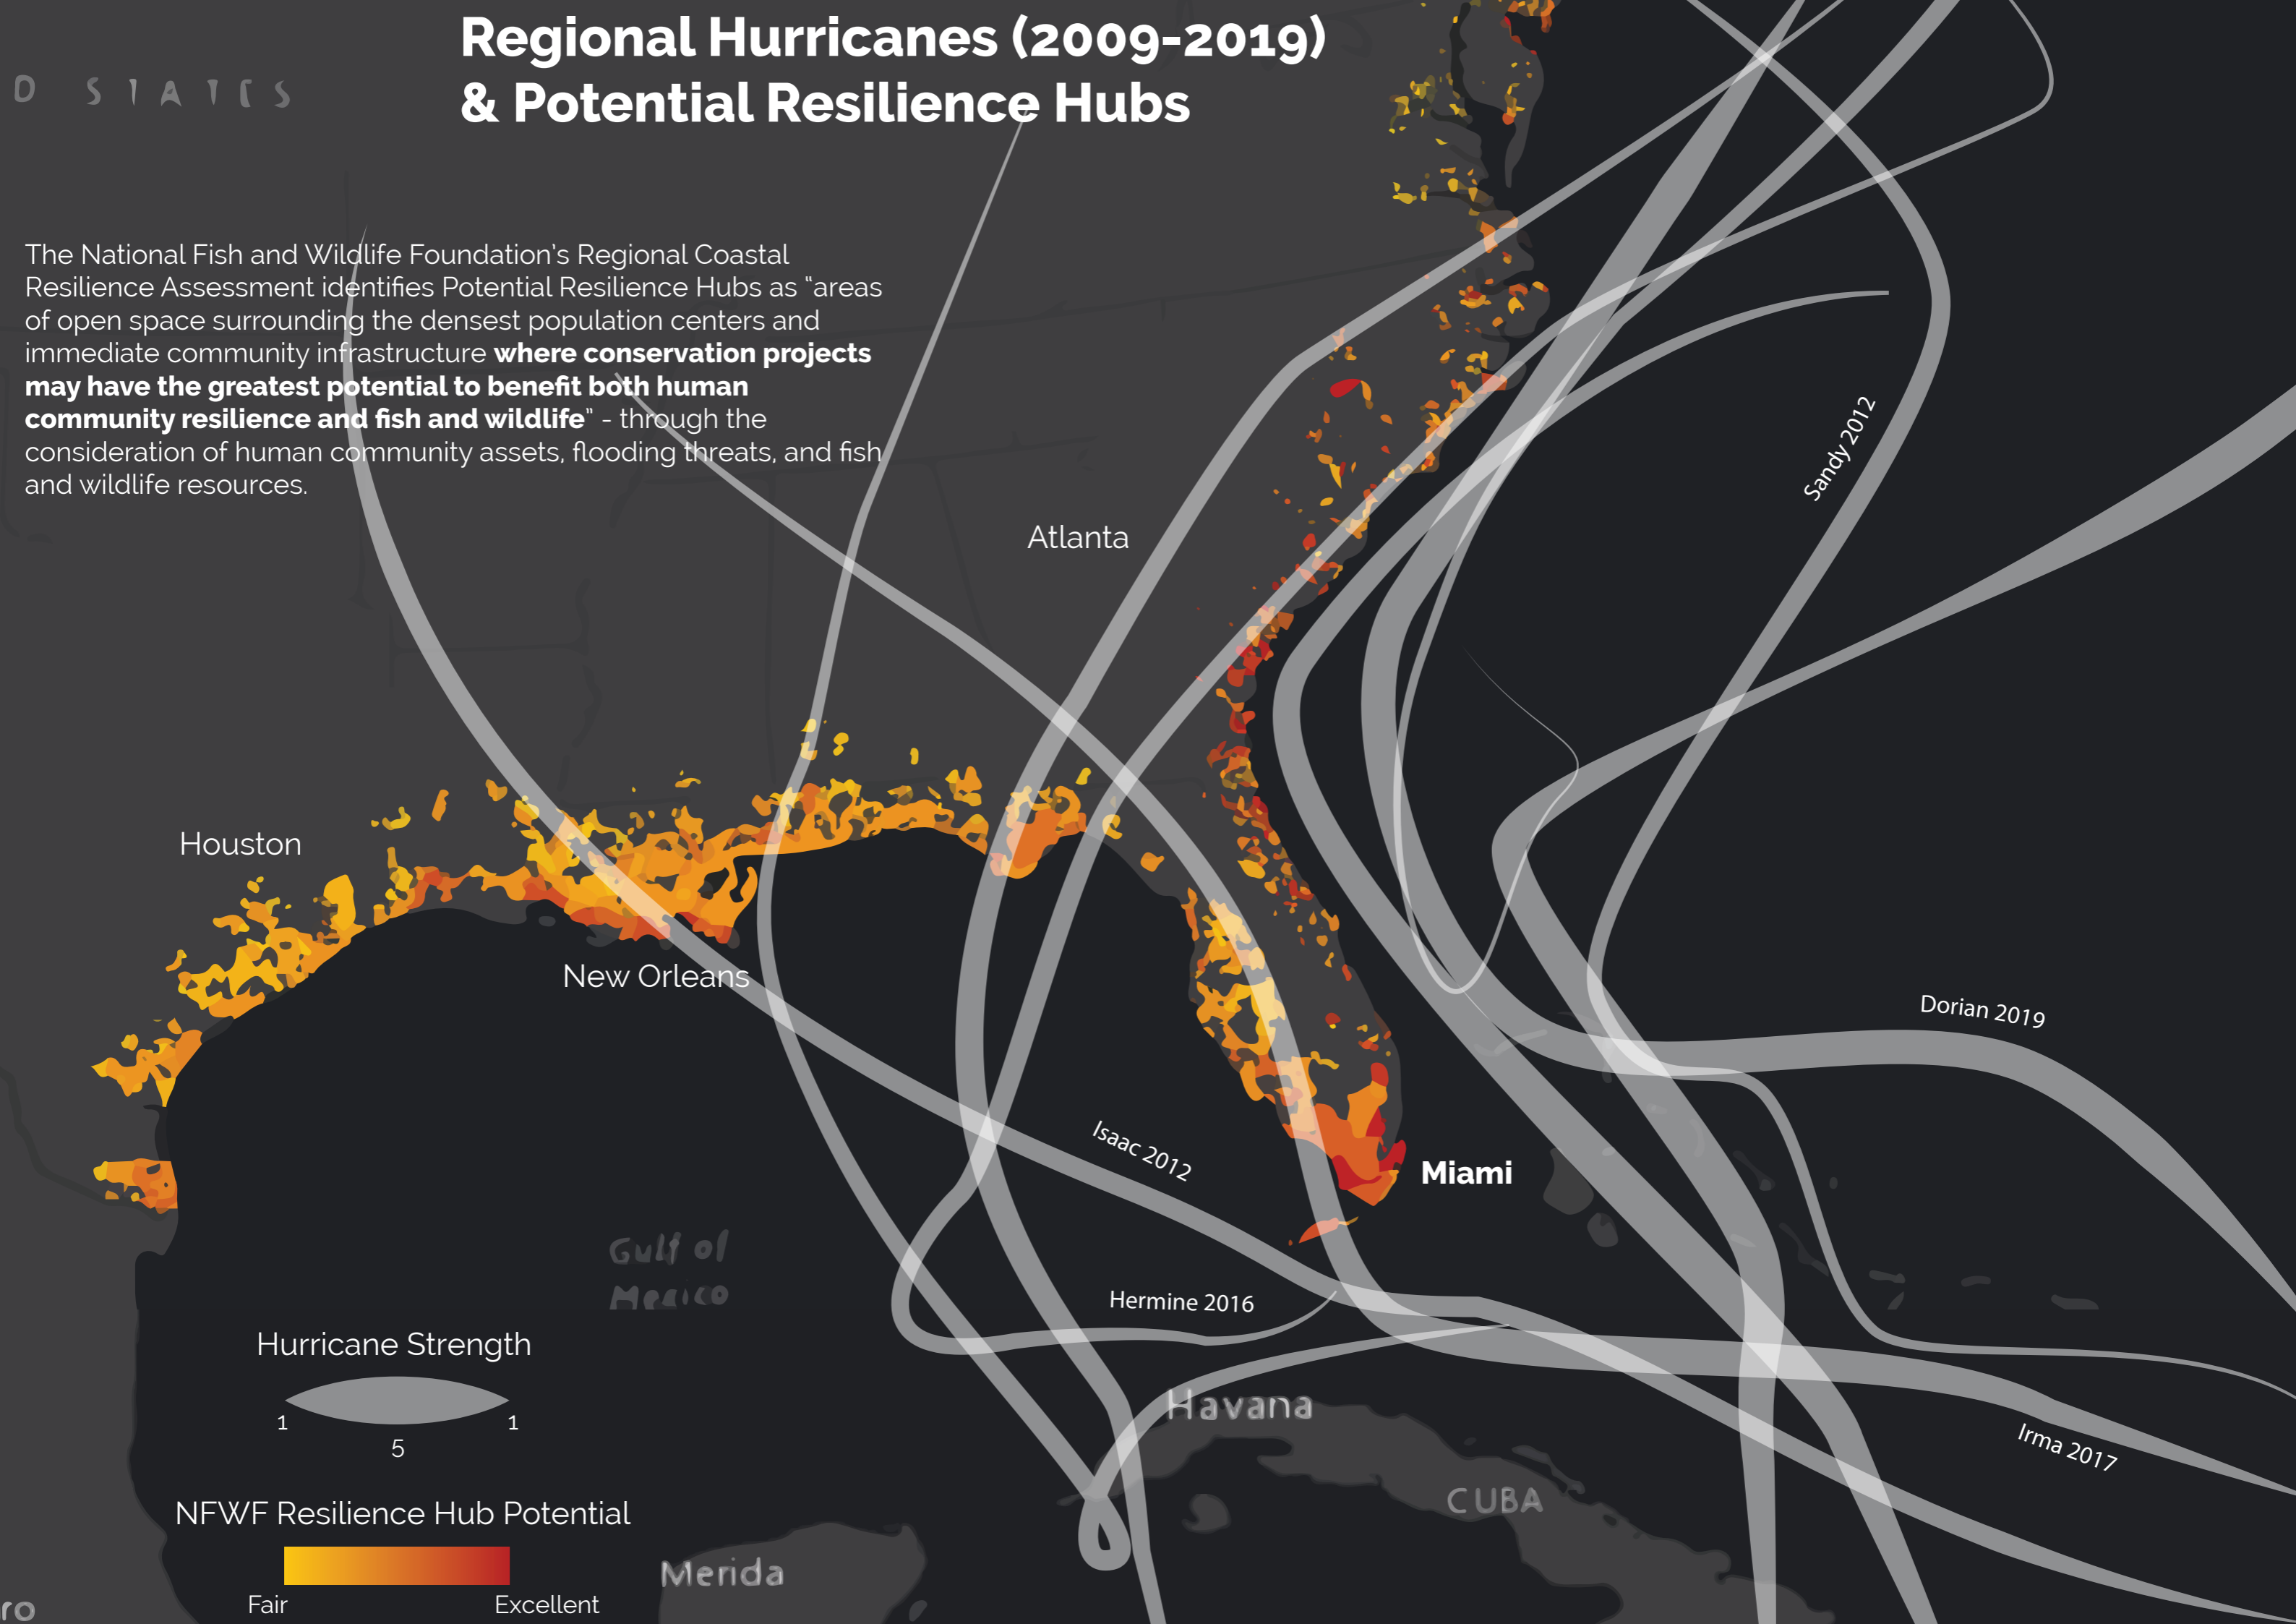 Regional Hurricanes (2009-2019)
& Potential Resilience Hubs
The National Fish and Wildlife Foundation’s Regional Coastal
Resilience Assessment identifies Potential Resilience Hubs as “areas
of open space surrounding the densest population centers and
immediate community infrastructure where conservation projects
may have the greatest potential to benefit both human
community resilience and fish and wildlife” - through the
consideration of human community assets, flooding threats, and fish
and wildlife resources.
Sandy 2012
Atlanta
Houston
New Orleans
Dorian 2019
Isaac 2012
Miami
Gulf of
Mexico
Hermine 2016
Hurricane Strength
1
1
5
Havana
Irma 2017
CUBA
NFWF Resilience Hub Potential
Merida
Fair
Excellent
ro